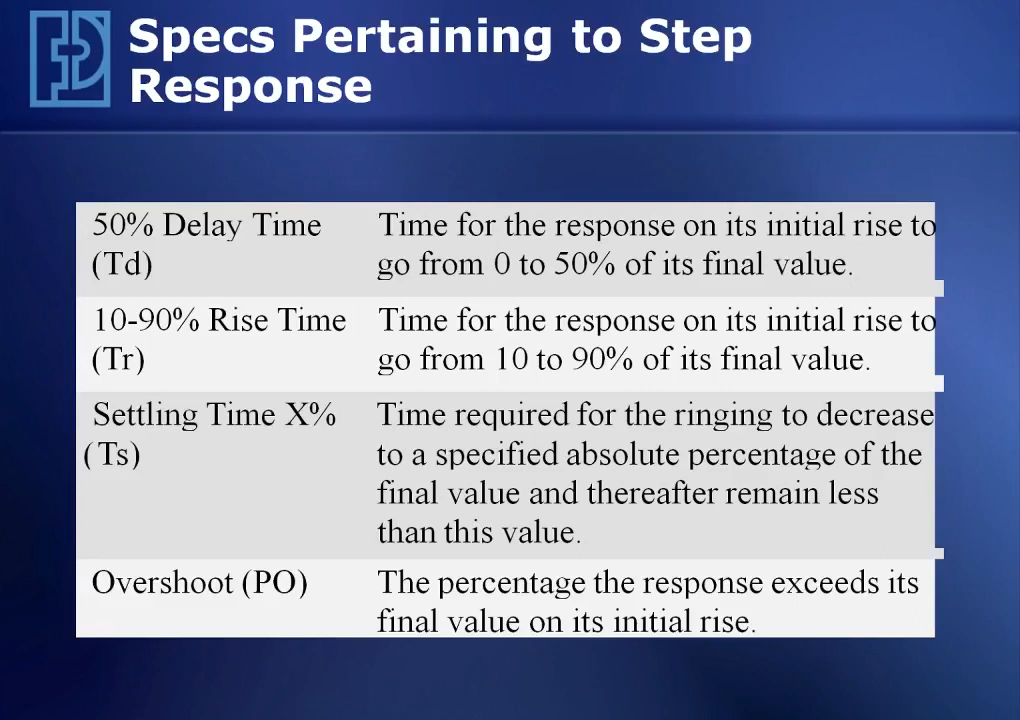 Specs Pertaining to Step
Response
50% Delay Time
(Td)
Time for the response on its initial rise to
go from 0 to 50% of its final value.
10-90% Rise Time
(Tr)
Time for the response on its initial rise to
go from 10 to 90% of its final value.
Settling Time X%
(Ts)
Time required for the ringing to decrease
to a specified absolute percentage of the
final value and thereafter remain less
than this value.
Overshoot (PO)
The percentage the response exceeds its
final value on its initial rise.